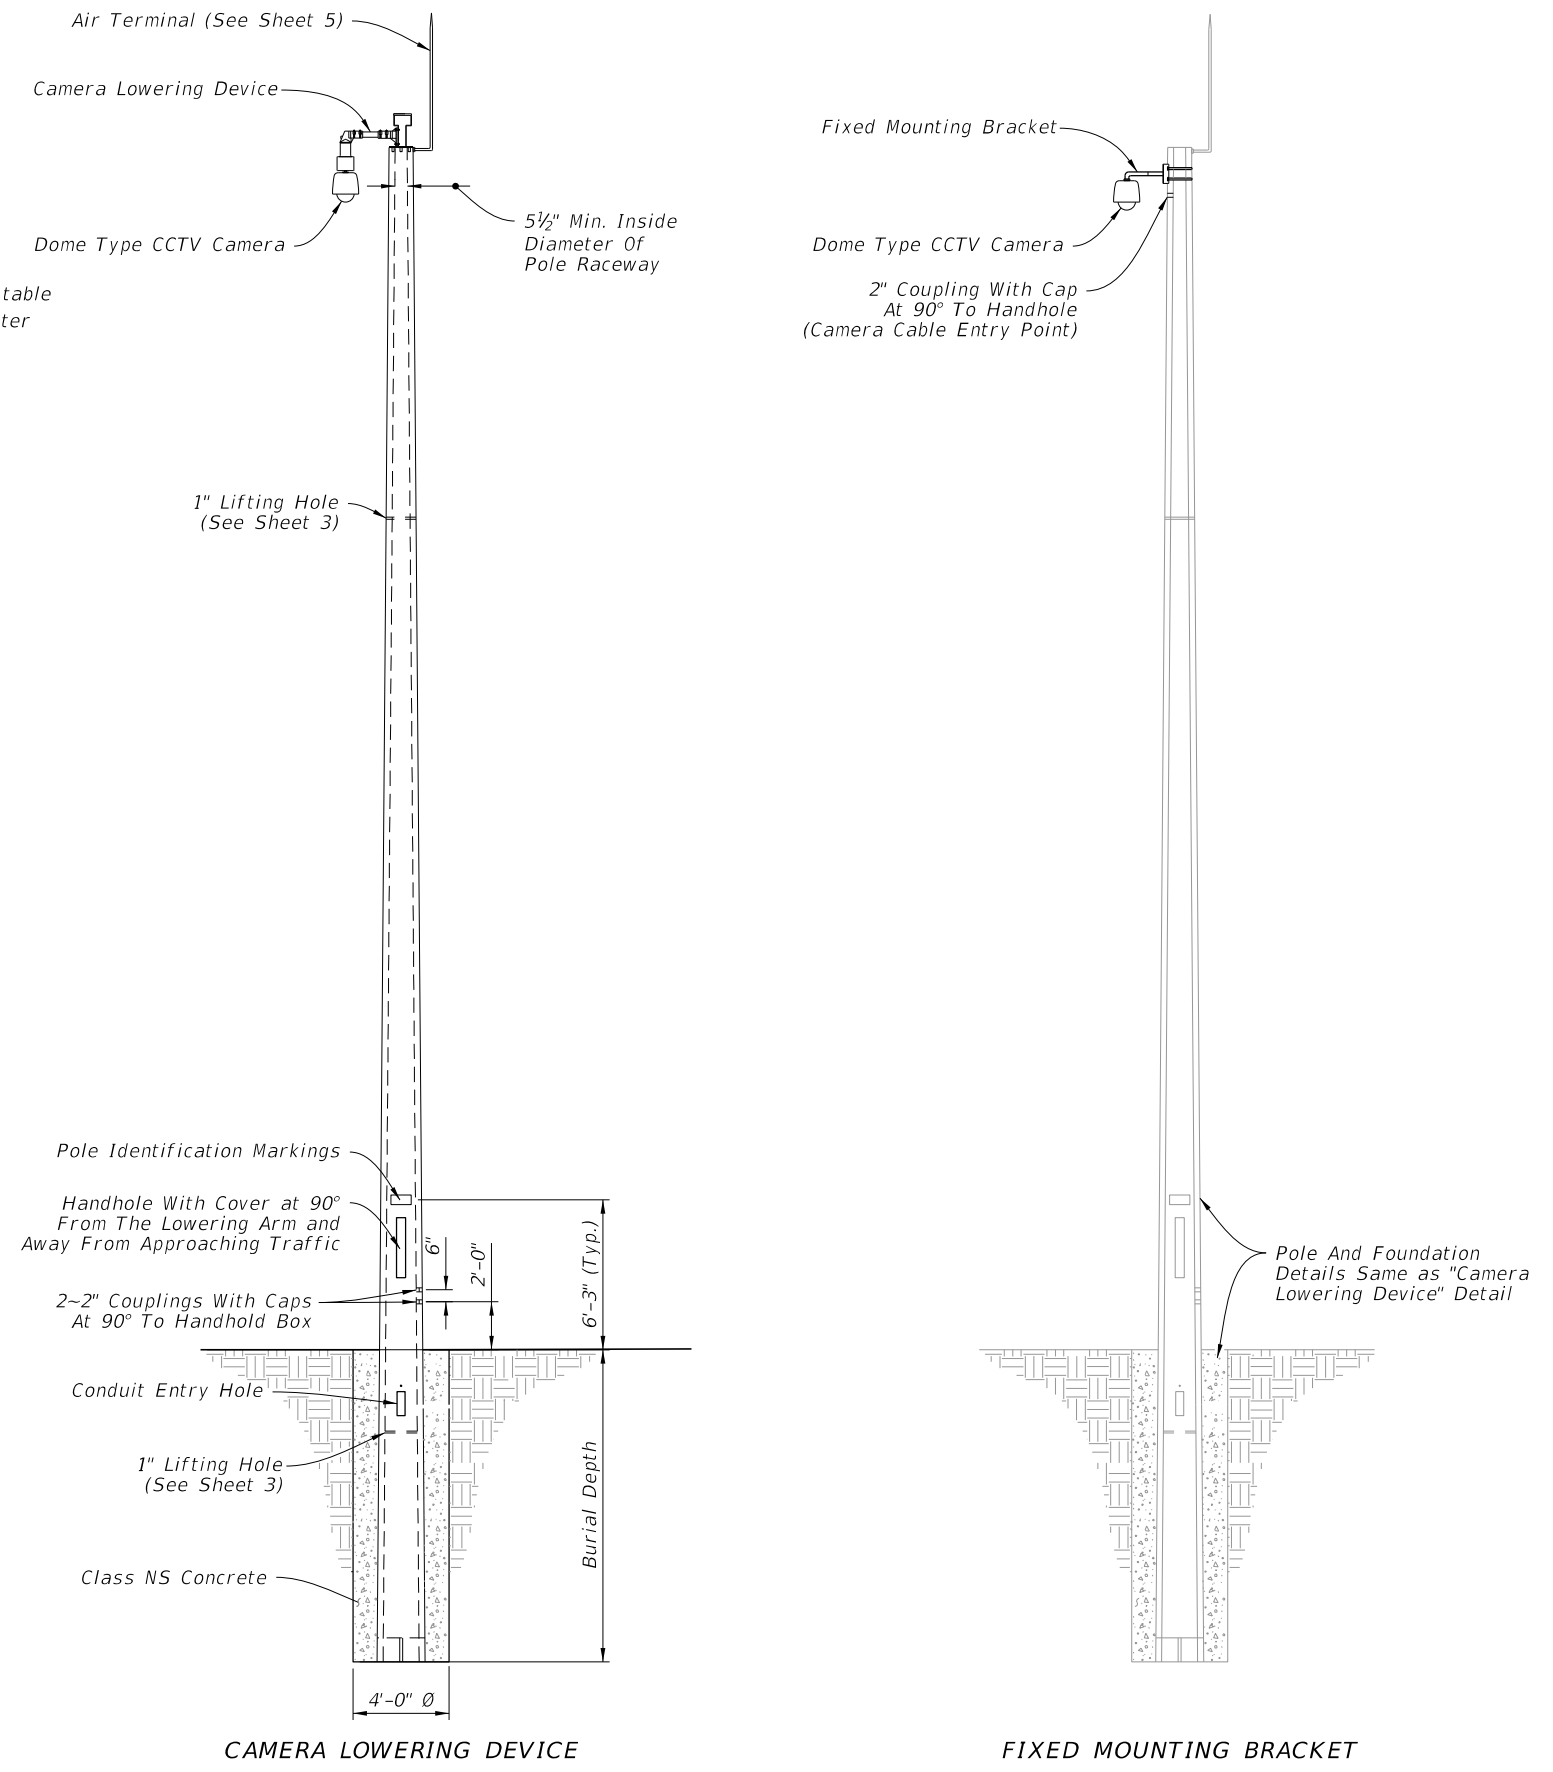 Air Terminal (See Sheet 5)
Camera Lowering Device
Dome Type CCTV Camera
5½" Min. Inside
Diameter Of
Pole Raceway
table
ter
1" Lifting Hole
(See Sheet 3)
Pole Identification Markings
Handhole With Cover at 90°
From The Lowering Arm and
Away From Approaching Traffic
2~2" Couplings With Caps
At 90° To Handhold Box
6"
2'-0"
6'-3" (Typ.)
Conduit Entry Hole
1" Lifting Hole
(See Sheet 3)
Burial Depth
Class NS Concrete
4'-0" Ø
CAMERA LOWERING DEVICE
Fixed Mounting Bracket
Dome Type CCTV Camera
2" Coupling With Cap
At 90° To Handhole
(Camera Cable Entry Point)
Pole And Foundation
Details Same as "Camera
Lowering Device" Detail
FIXED MOUNTING BRACKET